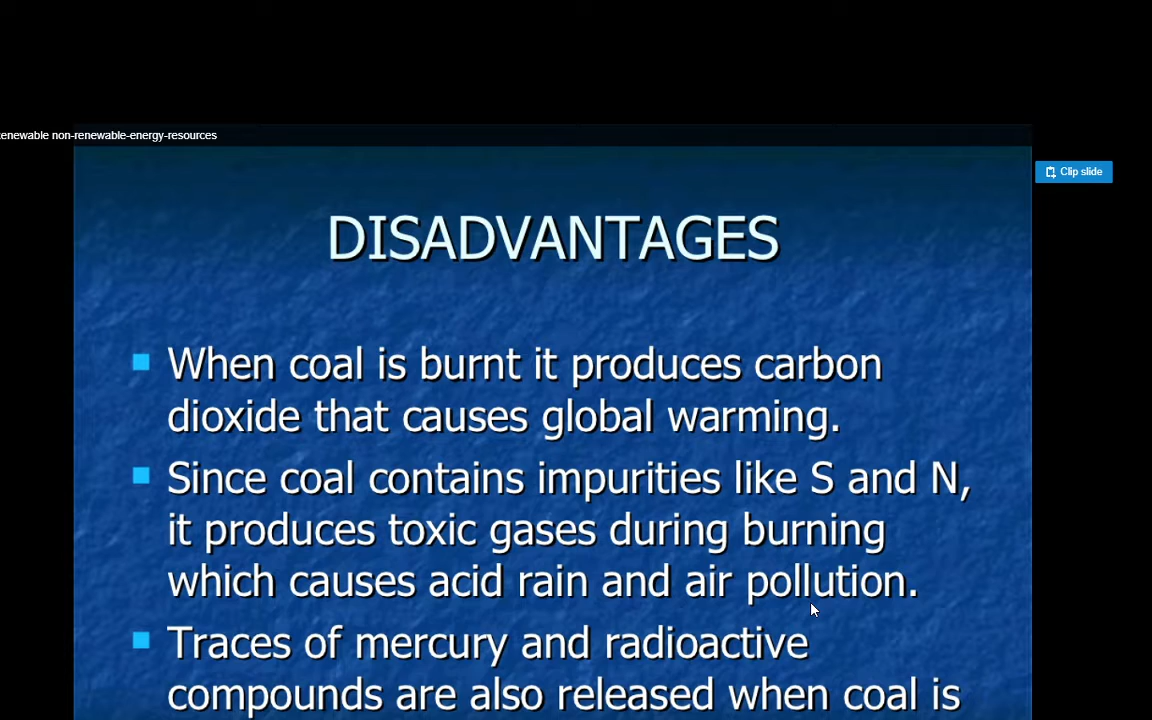 enewable non-renewable-energy-resources
Clip slide
DISADVANTAGES
When coal is burnt it produces carbon
dioxide that causes global warming.
Since coal contains impurities like S and N,
it produces toxic gases during burning
which causes acid rain and air pollution.
Traces of mercury and radioactive
compounds are also released when coal is